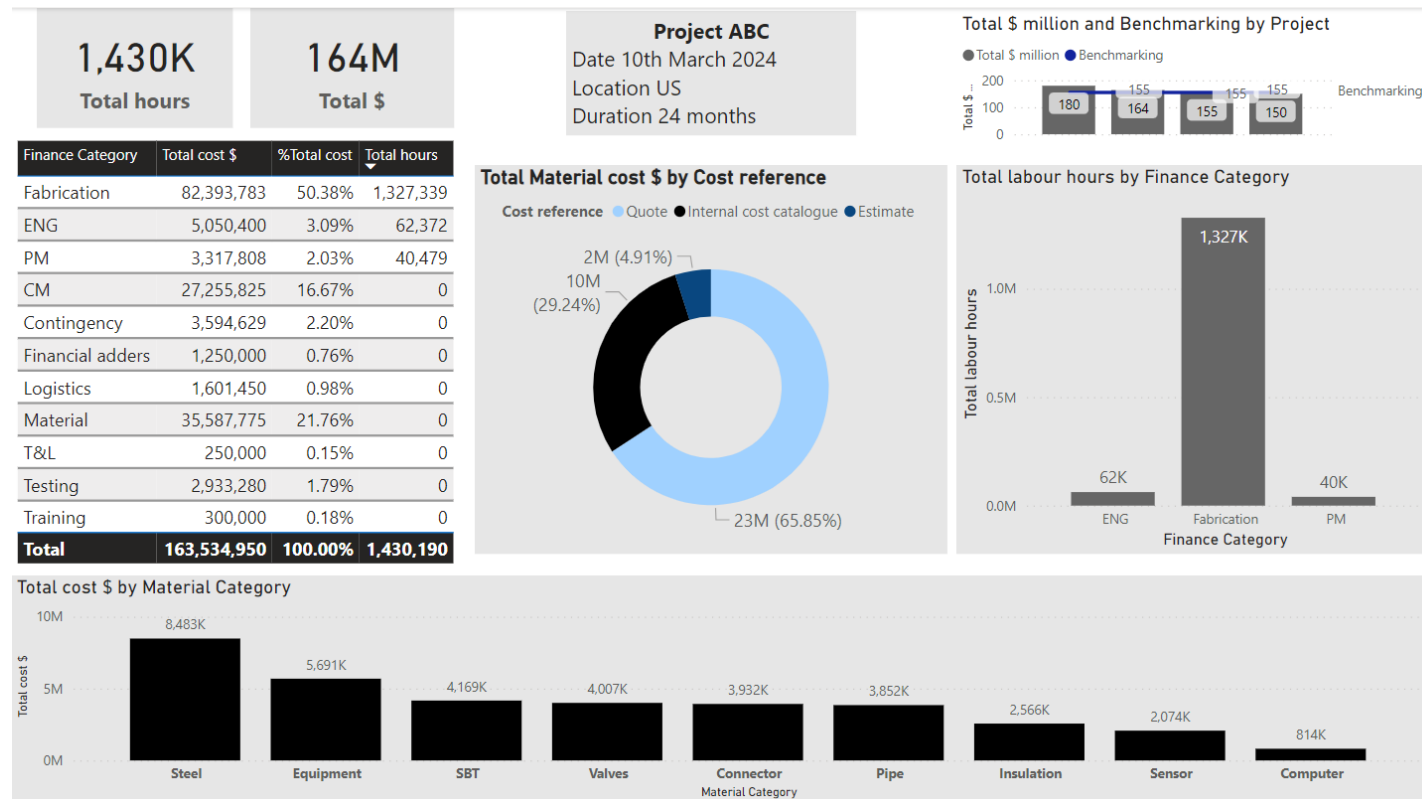 1,430K
Total hours
164M
Total $
Project ABC
Date 10th March 2024
Location US
Duration 24 months
Total $ million and Benchmarking by Project
Total $ million Benchmarking
Total $ ...
200
100
0
180
155
164
155
155
155
150
Benchmarking
Finance Category Total cost $ %Total cost Total hours
Fabrication 82,393,783 50.38% 1,327,339
ENG 5,050,400 3.09% 62,372
PM 3,317,808 2.03% 40,479
CM 27,255,825 16.67% 0
Contingency 3,594,629 2.20% 0
Financial adders 1,250,000 0.76% 0
Logistics 1,601,450 0.98% 0
Material 35,587,775 21.76% 0
T&L 250,000 0.15% 0
Testing 2,933,280 1.79% 0
Training 300,000 0.18% 0
Total 163,534,950 100.00% 1,430,190
Total Material cost $ by Cost reference
Cost reference Quote Internal cost catalogue Estimate
2M (4.91%)
10M
(29.24%)
23M (65.85%)
Total labour hours by Finance Category
Total labour hours
1.0M
0.5M
0.0M
62K
1,327K
40K
ENG Fabrication PM
Finance Category
Total cost $ by Material Category
Total cost $
10M
5M
0M
8,483K
5,691K
4,169K
4,007K
3,932K
3,852K
2,566K
2,074K
814K
Steel Equipment SBT Valves Connector Pipe Insulation Sensor Computer
Material Category